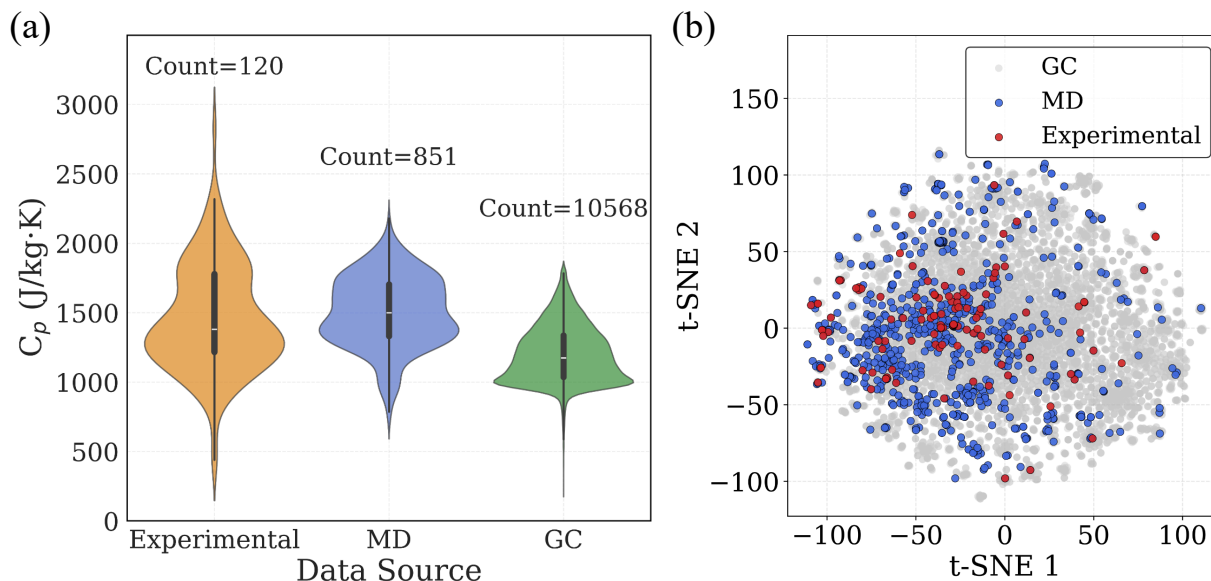 (a)
Count=120
Count=851
Count=10568
3000
2500
2000
1500
1000
500
0
C_p (J/kg·K)
Experimental MD GC
Data Source
(b)
GC
MD
Experimental
150
100
50
0
−50
−100
t-SNE 2
−100 −50 0 50 100
t-SNE 1